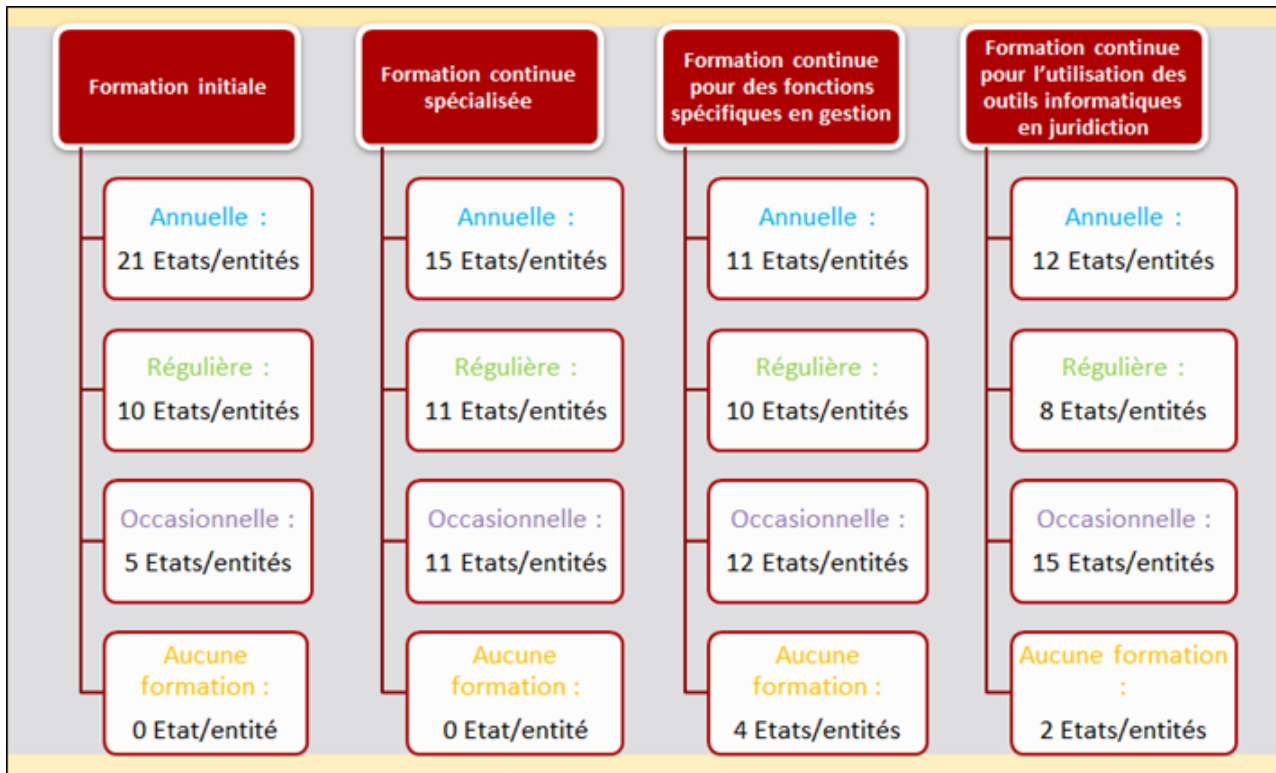 Formation initiale
Annuelle :
21 Etats/entités
Régulière :
10 Etats/entités
Occasionnelle :
5 Etats/entités
Aucune
formation :
0 Etat/entité
Formation continue
spécialisée
Annuelle :
15 Etats/entités
Régulière :
11 Etats/entités
Occasionnelle :
11 Etats/entités
Aucune
formation :
0 Etat/entité
Formation continue
pour des fonctions
spécifiques en gestion
Annuelle :
11 Etats/entités
Régulière :
10 Etats/entités
Occasionnelle :
12 Etats/entités
Aucune
formation :
4 Etats/entités
Formation continue
pour l’utilisation des
outils informatiques
en juridiction
Annuelle :
12 Etats/entités
Régulière :
8 Etats/entités
Occasionnelle :
15 Etats/entités
Aucune formation
:
2 Etats/entités